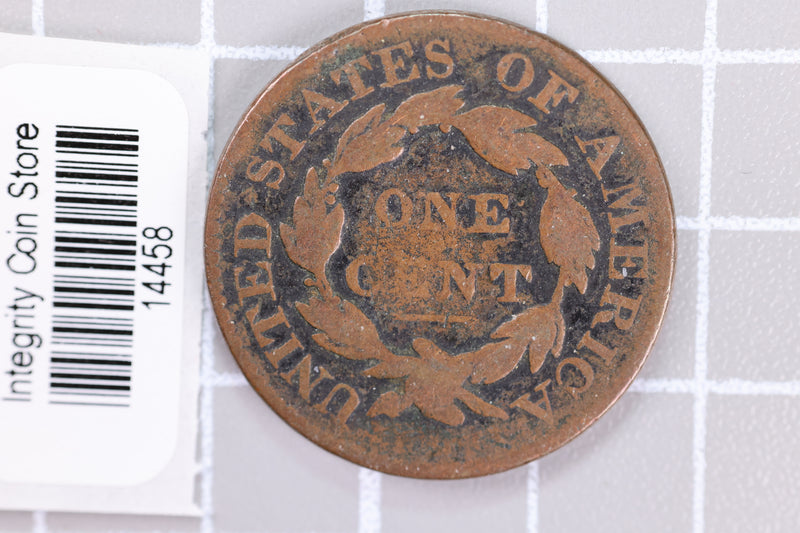 Integrity Coin Store
14458
UNITED STATES OF AMERICA
ONE
CENT